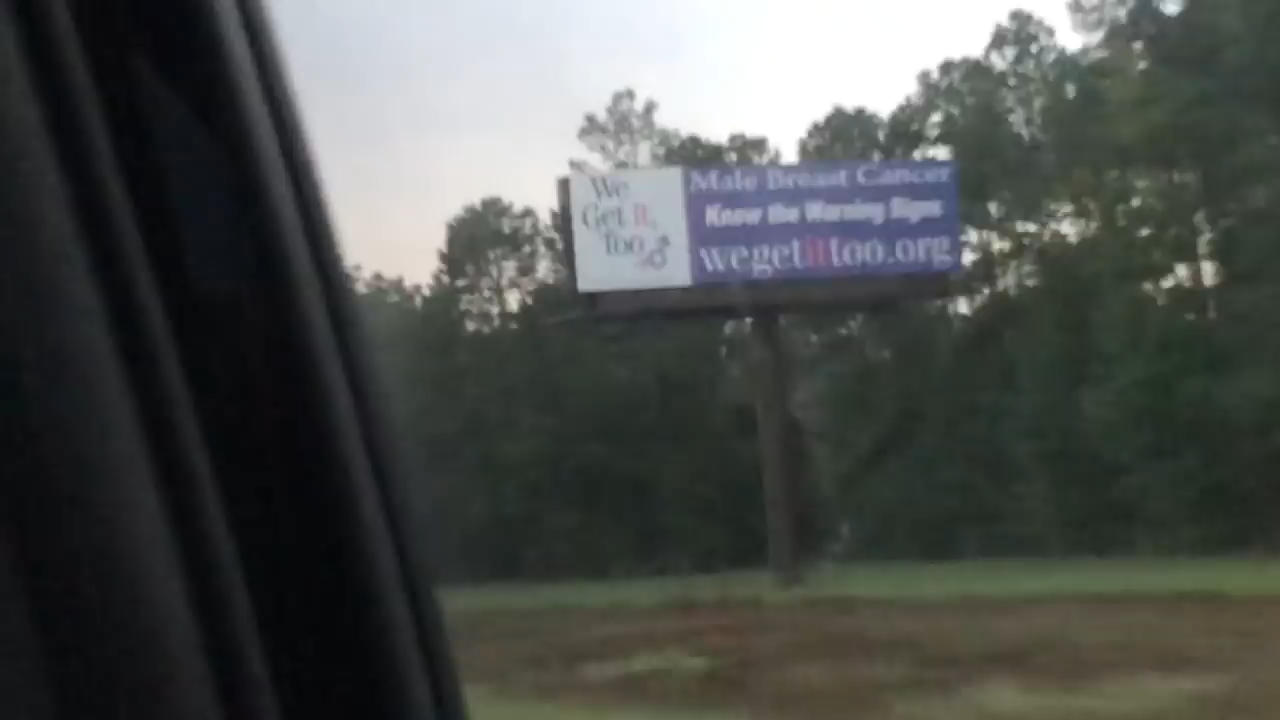 We
Get it,
Too
Male Breast Cancer
Know the Warning Signs
wegetittoo.org